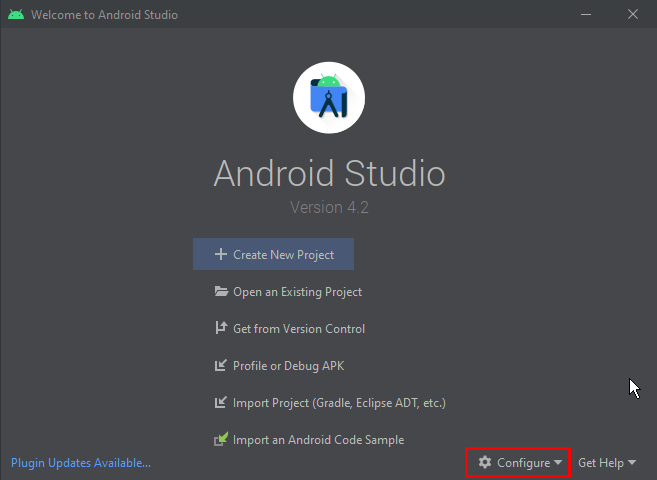 Welcome to Android Studio
Android Studio
Version 4.2
Create New Project
Open an Existing Project
Get from Version Control
Profile or Debug APK
Import Project (Gradle, Eclipse ADT, etc.)
Import an Android Code Sample
Plugin Updates Available... Configure Get Help